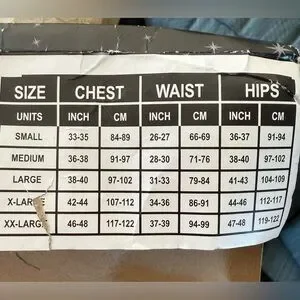 SIZE CHEST WAIST HIPS
UNITS INCH CM INCH CM INCH CM
SMALL 33-35 84-89 26-27 66-69 36-37 91-94
MEDIUM 36-38 91-97 28-30 71-76 38-40 97-102
LARGE 38-40 97-102 31-33 79-84 41-43 104-109
X-LARGE 42-44 107-112 34-36 86-91 44-46 112-117
XX-LARGE 46-48 117-122 37-39 94-99 47-48 119-122